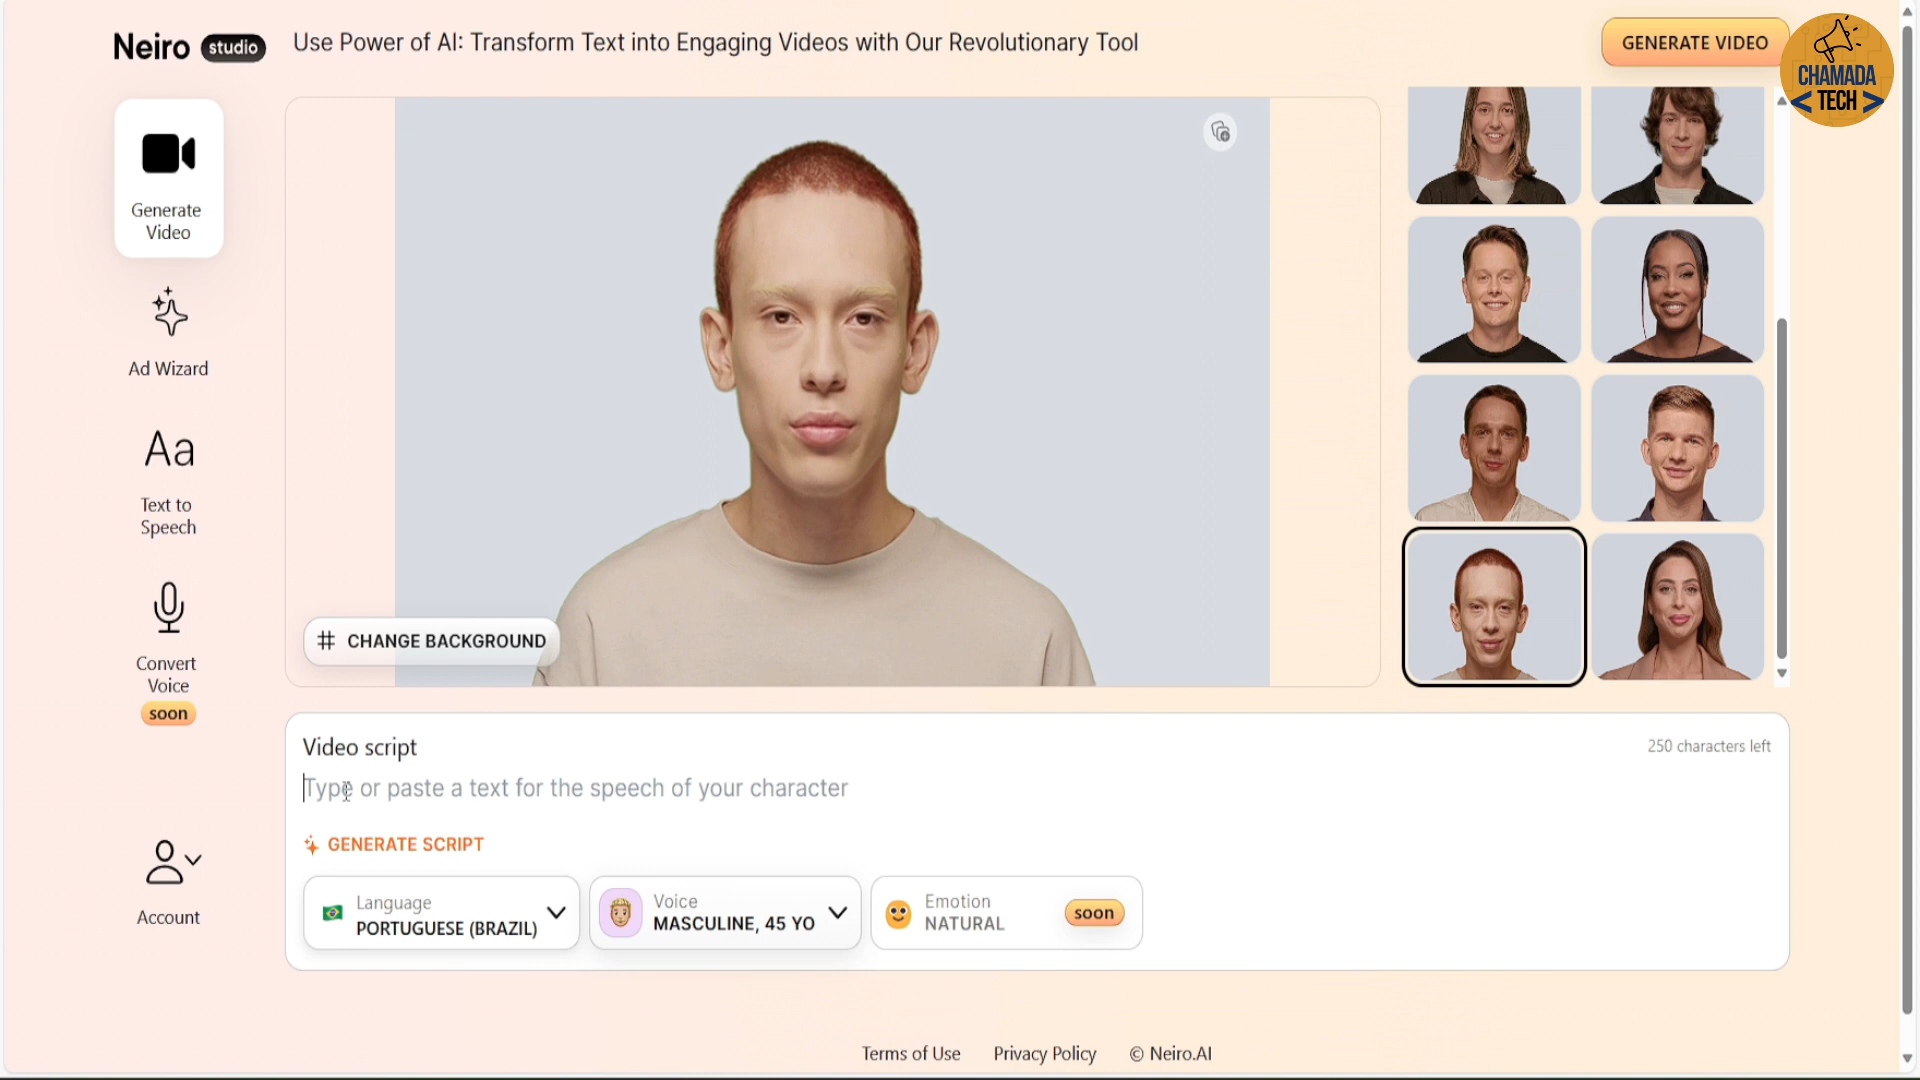 Neiro studio
Use Power of AI: Transform Text into Engaging Videos with Our Revolutionary Tool
GENERATE VIDEO
CHAMADA
< TECH >
Generate
Video
Ad Wizard
Aa
Text to
Speech
Convert
Voice
soon
Account
# CHANGE BACKGROUND
Video script
250 characters left
Type or paste a text for the speech of your character
GENERATE SCRIPT
Language
PORTUGUESE (BRAZIL)
Voice
MASCULINE, 45 YO
Emotion
NATURAL
soon
Terms of Use
Privacy Policy
© Neiro.AI